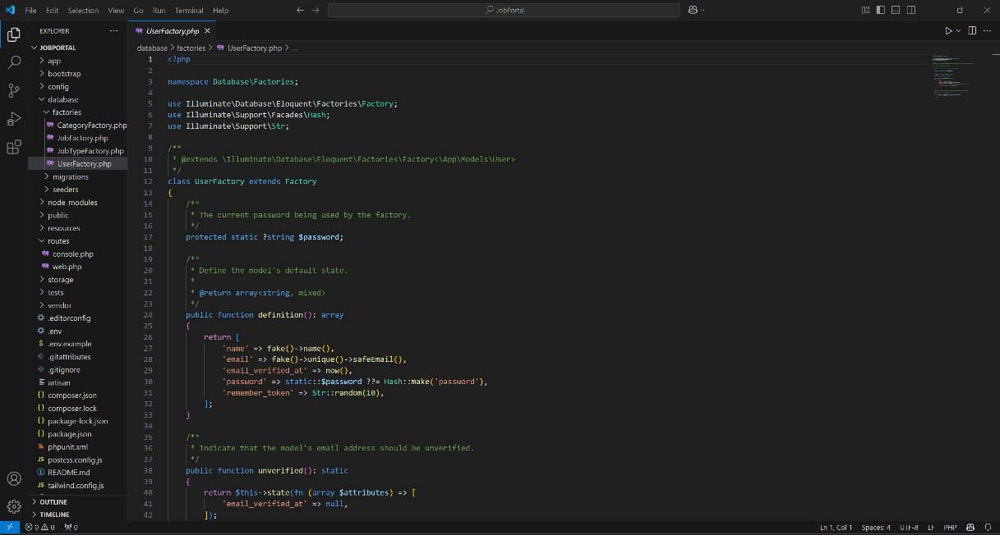 File Edit Selection View Go Run Terminal Help
JobPortal
EXPLORER
JOBPORTAL
app
bootstrap
config
database
factories
CategoryFactory.php
JobFactory.php
JobTypeFactory.php
UserFactory.php
migrations
seeders
node_modules
public
resources
routes
console.php
web.php
storage
tests
vendor
.editorconfig
.env
$ .env.example
.gitattributes
.gitignore
artisan
{} composer.json
{} composer.lock
{} package-lock.json
{} package.json
phpunit.xml
JS postcss.config.js
README.md
JS tailwind.config.js
OUTLINE
TIMELINE
UserFactory.php
database > factories > UserFactory.php > ...
1 <?php
2
3 namespace Database\Factories;
4
5 use Illuminate\Database\Eloquent\Factories\Factory;
6 use Illuminate\Support\Facades\Hash;
7 use Illuminate\Support\Str;
8
9 /**
10  * @extends \Illuminate\Database\Eloquent\Factories\Factory<\App\Models\User>
11  */
12 class UserFactory extends Factory
13 {
14     /**
15      * The current password being used by the factory.
16      */
17     protected static ?string $password;
18
19     /**
20      * Define the model's default state.
21      *
22      * @return array<string, mixed>
23      */
24     public function definition(): array
25     {
26         return [
27             'name' => fake()->name(),
28             'email' => fake()->unique()->safeEmail(),
29             'email_verified_at' => now(),
30             'password' => static::$password ??= Hash::make('password'),
31             'remember_token' => Str::random(10),
32         ];
33     }
34
35     /**
36      * Indicate that the model's email address should be unverified.
37      */
38     public function unverified(): static
39     {
40         return $this->state(fn (array $attributes) => [
41             'email_verified_at' => null,
42         ]);
0 0 0
Ln 1, Col 1 Spaces: 4 UTF-8 LF PHP